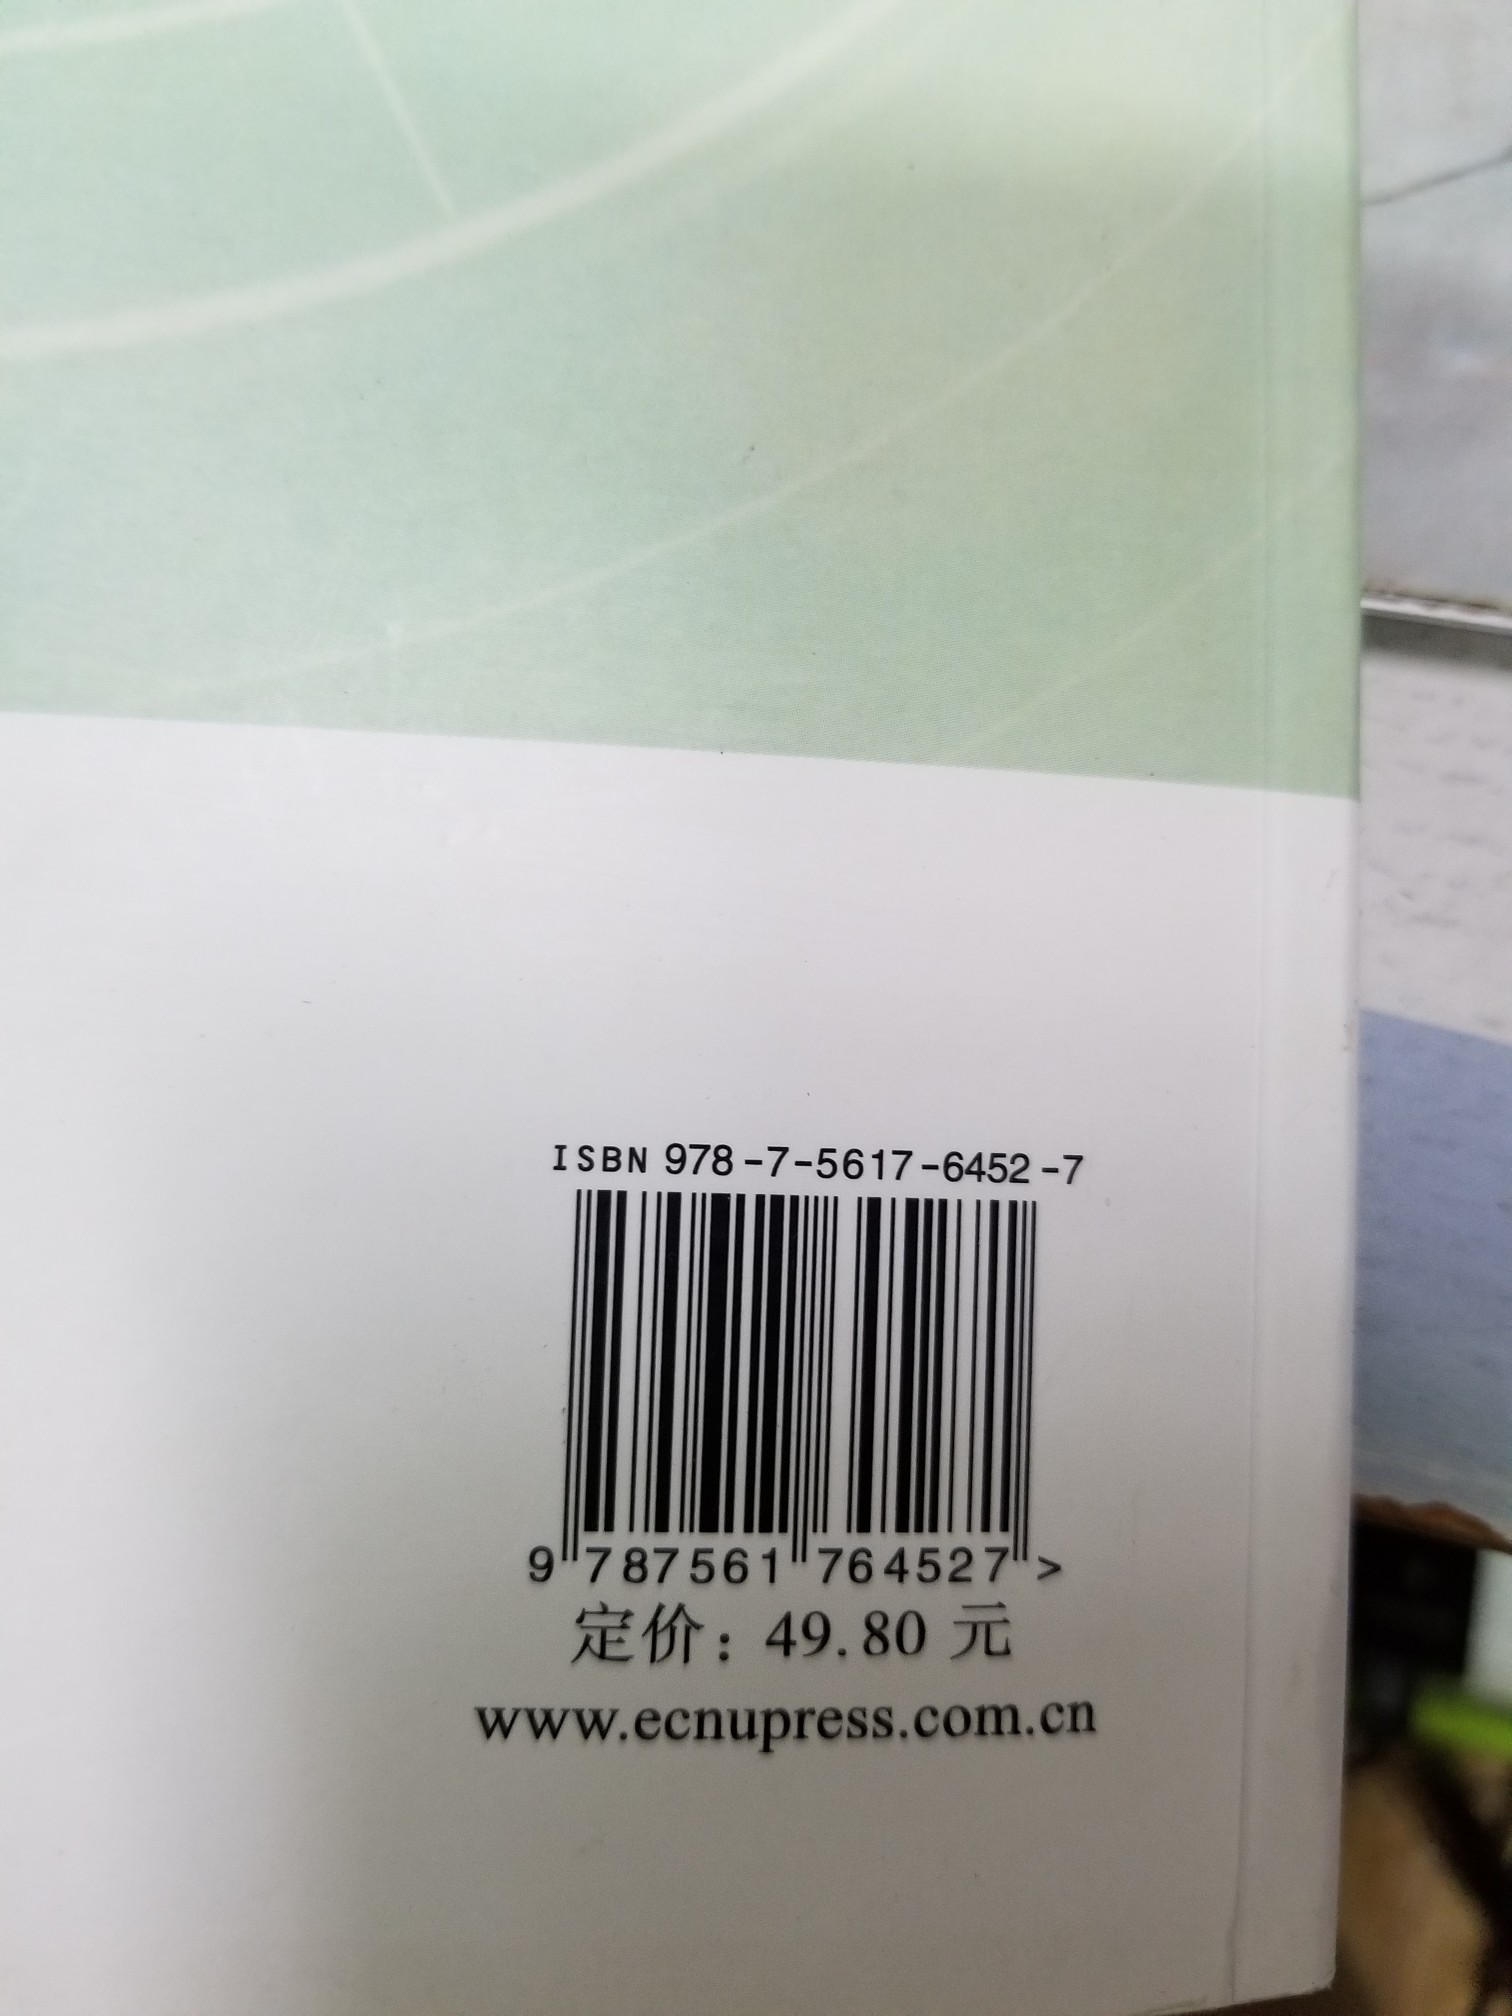 ISBN 978-7-5617-6452-7
9 787561 764527 >
定价：49.80 元
www.ecnupress.com.cn